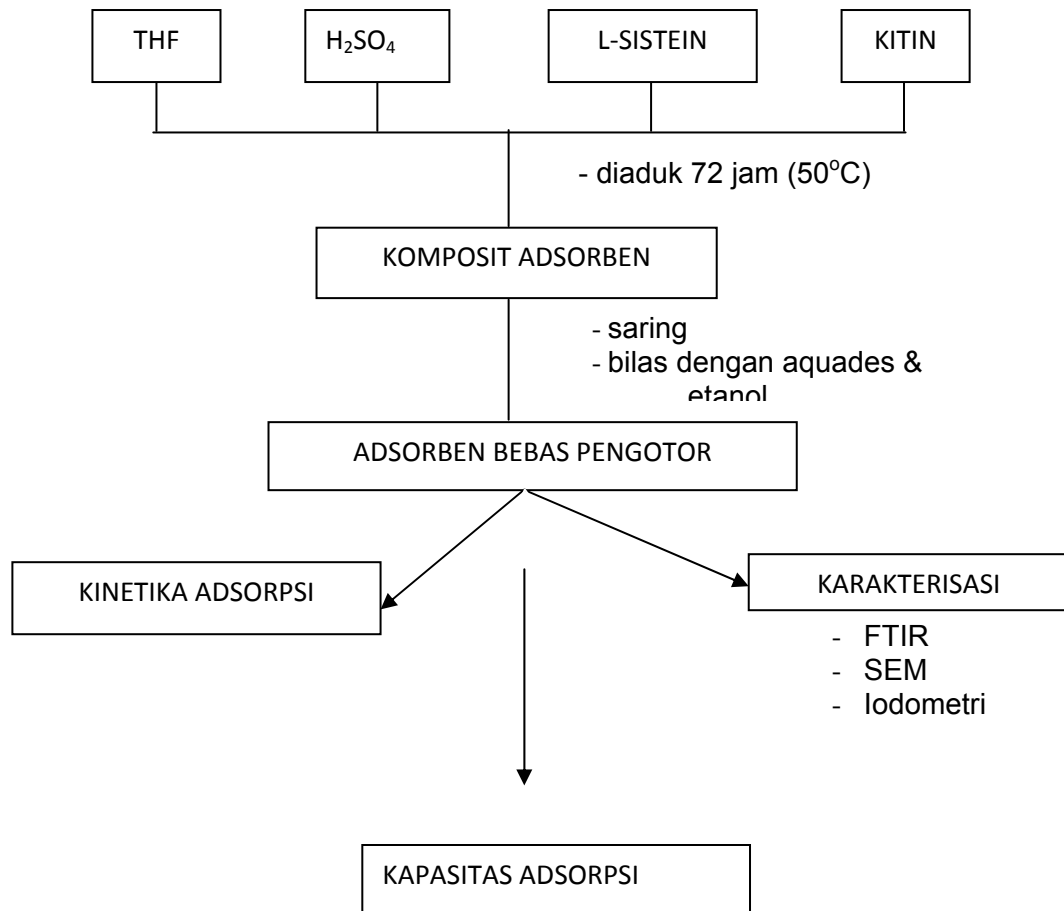 THF
H₂SO₄
L-SISTEIN
KITIN
- diaduk 72 jam (50°C)
KOMPOSIT ADSORBEN
- saring
- bilas dengan aquades &
etanol
ADSORBEN BEBAS PENGOTOR
KINETIKA ADSORPSI
KARAKTERISASI
- FTIR
- SEM
- Iodometri
KAPASITAS ADSORPSI